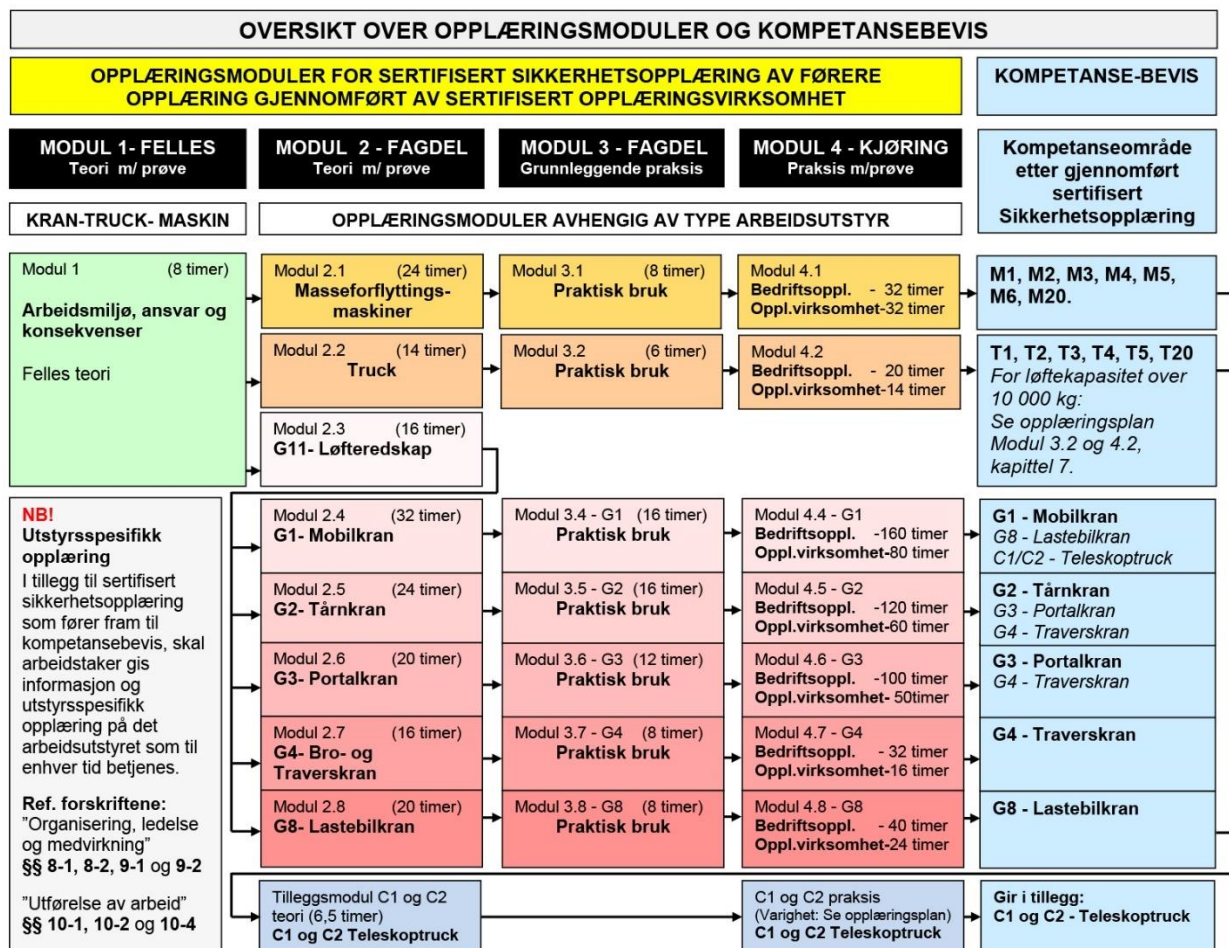 OVERSIKT OVER OPPLÆRINGSMODULER OG KOMPETANSEBEVIS
OPPLÆRINGSMODULER FOR SERTIFISERT SIKKERHETSOPPLÆRING AV FØRERE
OPPLÆRING GJENNOMFØRT AV SERTIFISERT OPPLÆRINGSVIRKSOMHET
KOMPETANSE-BEVIS
MODUL 1- FELLES
Teori m/ prøve
MODUL 2 - FAGDEL
Teori m/ prøve
MODUL 3 - FAGDEL
Grunnleggende praksis
MODUL 4 - KJØRING
Praksis m/prøve
Kompetanseområde
etter gjennomført
sertifisert
Sikkerhetsopplæring
KRAN-TRUCK- MASKIN
OPPLÆRINGSMODULER AVHENGIG AV TYPE ARBEIDSUTSTYR
Modul 1 (8 timer)
Arbeidsmiljø, ansvar og
konsekvenser
Felles teori
Modul 2.1 (24 timer)
Masseforflyttings-
maskiner
Modul 3.1 (8 timer)
Praktisk bruk
Modul 4.1
Bedriftsoppl. - 32 timer
Oppl.virksomhet-32 timer
M1, M2, M3, M4, M5,
M6, M20.
Modul 2.2 (14 timer)
Truck
Modul 3.2 (6 timer)
Praktisk bruk
Modul 4.2
Bedriftsoppl. - 20 timer
Oppl.virksomhet-14 timer
T1, T2, T3, T4, T5, T20
For løftekapasitet over
10 000 kg:
Se opplæringsplan
Modul 3.2 og 4.2,
kapittel 7.
Modul 2.3 (16 timer)
G11- Løfteredskap
NB!
Utstyrsspesifikk
opplæring
I tillegg til sertifisert
sikkerhetsopplæring
som fører fram til
kompetansebevis, skal
arbeidstaker gis
informasjon og
utstyrsspesifikk
opplæring på det
arbeidsutstyret som til
enhver tid betjenes.
Ref. forskriftene:
"Organisering, ledelse
og medvirkning"
§§ 8-1, 8-2, 9-1 og 9-2
"Utførelse av arbeid"
§§ 10-1, 10-2 og 10-4
Modul 2.4 (32 timer)
G1- Mobilkran
Modul 3.4 - G1 (16 timer)
Praktisk bruk
Modul 4.4 - G1
Bedriftsoppl. -160 timer
Oppl.virksomhet-80 timer
G1 - Mobilkran
G8 - Lastebilkran
C1/C2 - Teleskoptruck
Modul 2.5 (24 timer)
G2- Tårnkran
Modul 3.5 - G2 (16 timer)
Praktisk bruk
Modul 4.5 - G2
Bedriftsoppl. -120 timer
Oppl.virksomhet-60 timer
G2 - Tårnkran
G3 - Portalkran
G4 - Traverskran
Modul 2.6 (20 timer)
G3- Portalkran
Modul 3.6 - G3 (12 timer)
Praktisk bruk
Modul 4.6 - G3
Bedriftsoppl. -100 timer
Oppl.virksomhet- 50timer
G3 - Portalkran
G4 - Traverskran
Modul 2.7 (16 timer)
G4- Bro- og
Traverskran
Modul 3.7 - G4 (8 timer)
Praktisk bruk
Modul 4.7 - G4
Bedriftsoppl. - 32 timer
Oppl.virksomhet-16 timer
G4 - Traverskran
Modul 2.8 (20 timer)
G8- Lastebilkran
Modul 3.8 - G8 (8 timer)
Praktisk bruk
Modul 4.8 - G8
Bedriftsoppl. - 40 timer
Oppl.virksomhet-24 timer
G8 - Lastebilkran
Tilleggsmodul C1 og C2
teori (6,5 timer)
C1 og C2 Teleskoptruck
C1 og C2 praksis
(Varighet: Se opplæringsplan)
C1 og C2 Teleskoptruck
Gir i tillegg:
C1 og C2 - Teleskoptruck